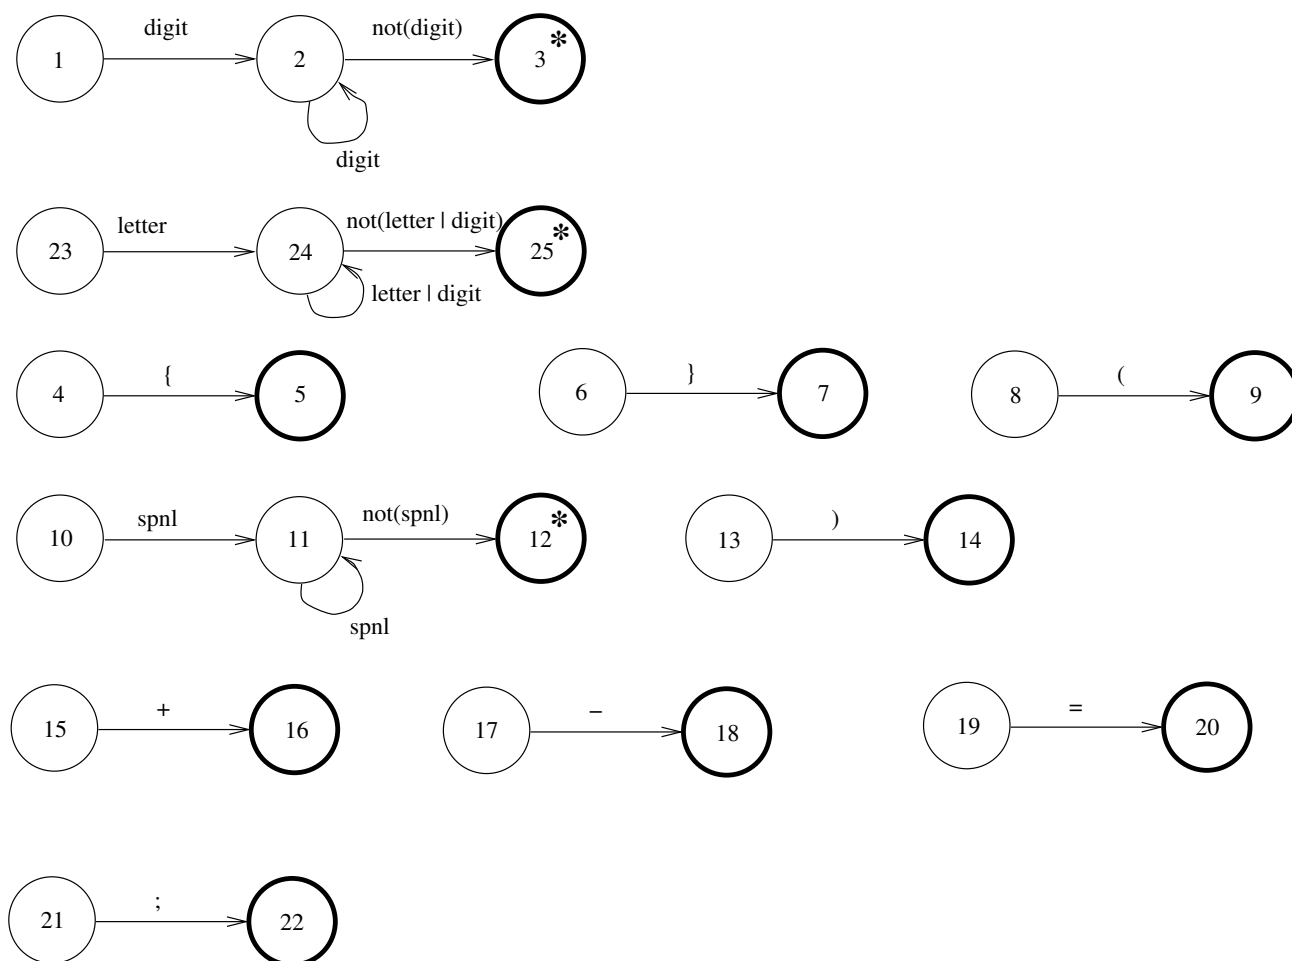 digit not(digit)
1 2 3 *
digit
letter not(letter | digit)
23 24 25 *
letter | digit
{ } (
4 5 6 7 8 9
spnl not(spnl) )
10 11 12 * 13 14
spnl
+ – =
15 16 17 18 19 20
;
21 22